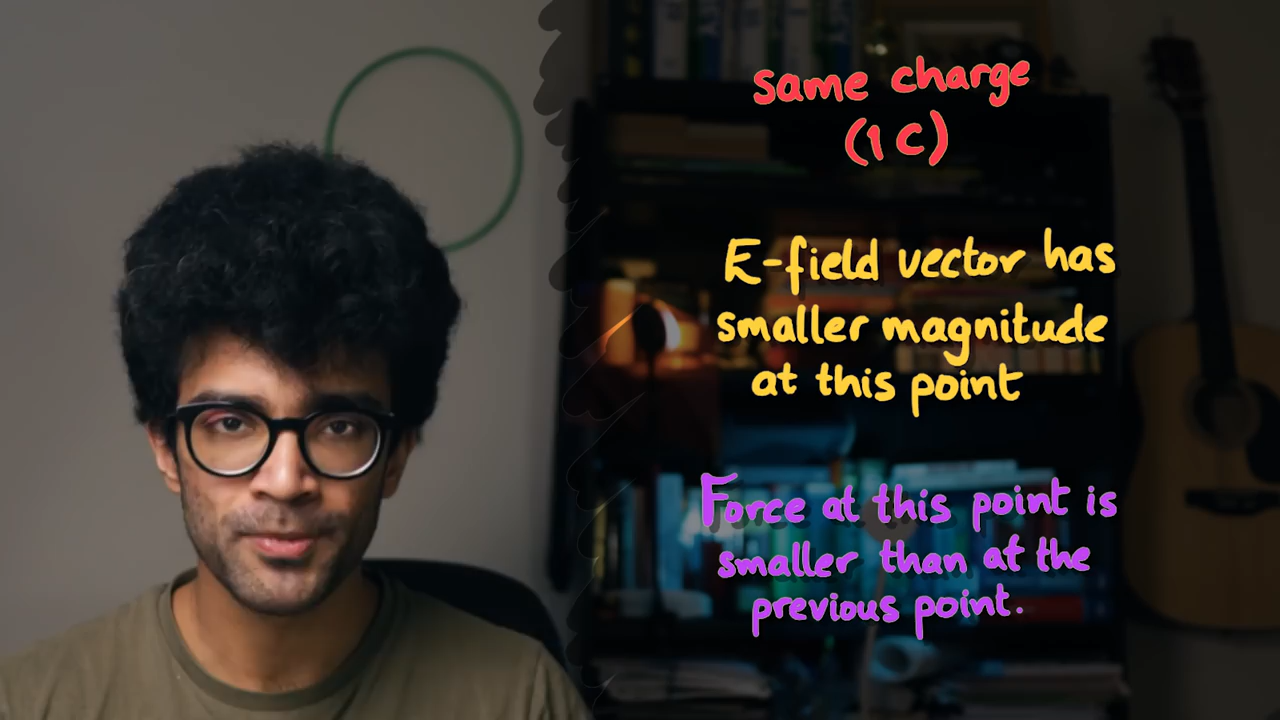 Same charge
(1 C)
E-field vector has
smaller magnitude
at this point
Force at this point is
smaller than at the
previous point.